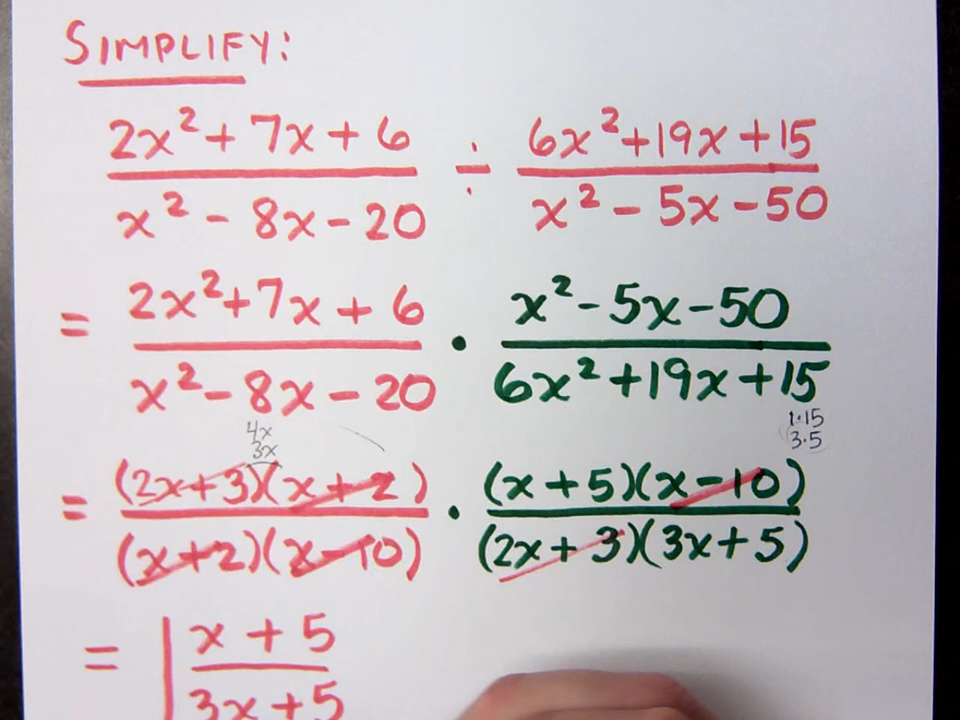 SIMPLIFY:
2x² + 7x + 6 / x² - 8x - 20 ÷ 6x² + 19x + 15 / x² - 5x - 50
= 2x² + 7x + 6 / x² - 8x - 20 · x² - 5x - 50 / 6x² + 19x + 15
4x
3x
1·15
3·5
= (2x + 3)(x + 2) / (x + 2)(x - 10) · (x + 5)(x - 10) / (2x + 3)(3x + 5)
= x + 5 / 3x + 5